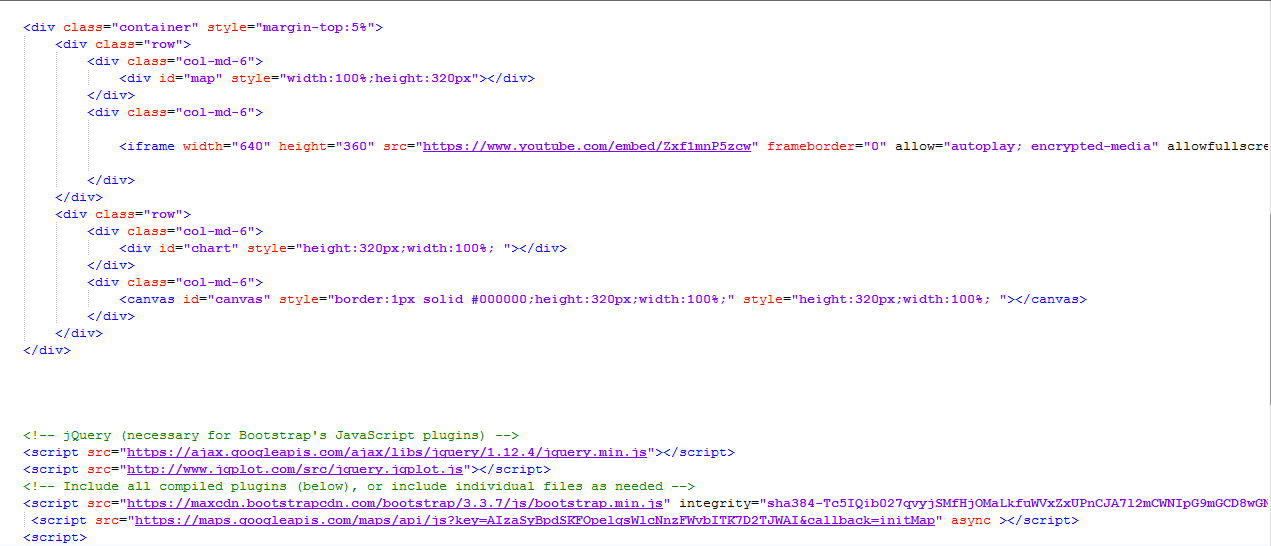 <div class="container" style="margin-top:5%">
<div class="row">
<div class="col-md-6">
<div id="map" style="width:100%;height:320px"></div>
</div>
<div class="col-md-6">
<iframe width="640" height="360" src="https://www.youtube.com/embed/Zxf1mnP5zcw" frameborder="0" allow="autoplay; encrypted-media" allowfullscre
</div>
</div>
<div class="row">
<div class="col-md-6">
<div id="chart" style="height:320px;width:100%; "></div>
</div>
<div class="col-md-6">
<canvas id="canvas" style="border:1px solid #000000;height:320px;width:100%;" style="height:320px;width:100%; "></canvas>
</div>
</div>
</div>
<!-- jQuery (necessary for Bootstrap's JavaScript plugins) -->
<script src="https://ajax.googleapis.com/ajax/libs/jquery/1.12.4/jquery.min.js"></script>
<script src="http://www.jqplot.com/src/jquery.jqplot.js"></script>
<!-- Include all compiled plugins (below), or include individual files as needed -->
<script src="https://maxcdn.bootstrapcdn.com/bootstrap/3.3.7/js/bootstrap.min.js" integrity="sha384-Tc5IQib027qvyjSMfHjOMaLkfuWVxZxUPnCJA7l2mCWNIpG9mGCD8wGN
<script src="https://maps.googleapis.com/maps/api/js?key=AIzaSyBpdSKFOpelqsWlcNnzFWvbITK7D2TJWAI&callback=initMap" async ></script>
<script>